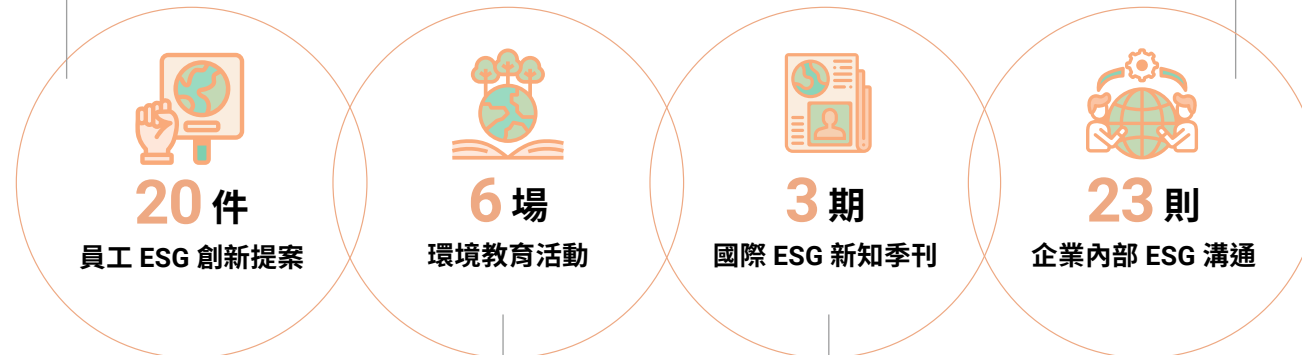 20 件
員工 ESG 創新提案
6 場
環境教育活動
3 期
國際 ESG 新知季刊
23 則
企業內部 ESG 溝通